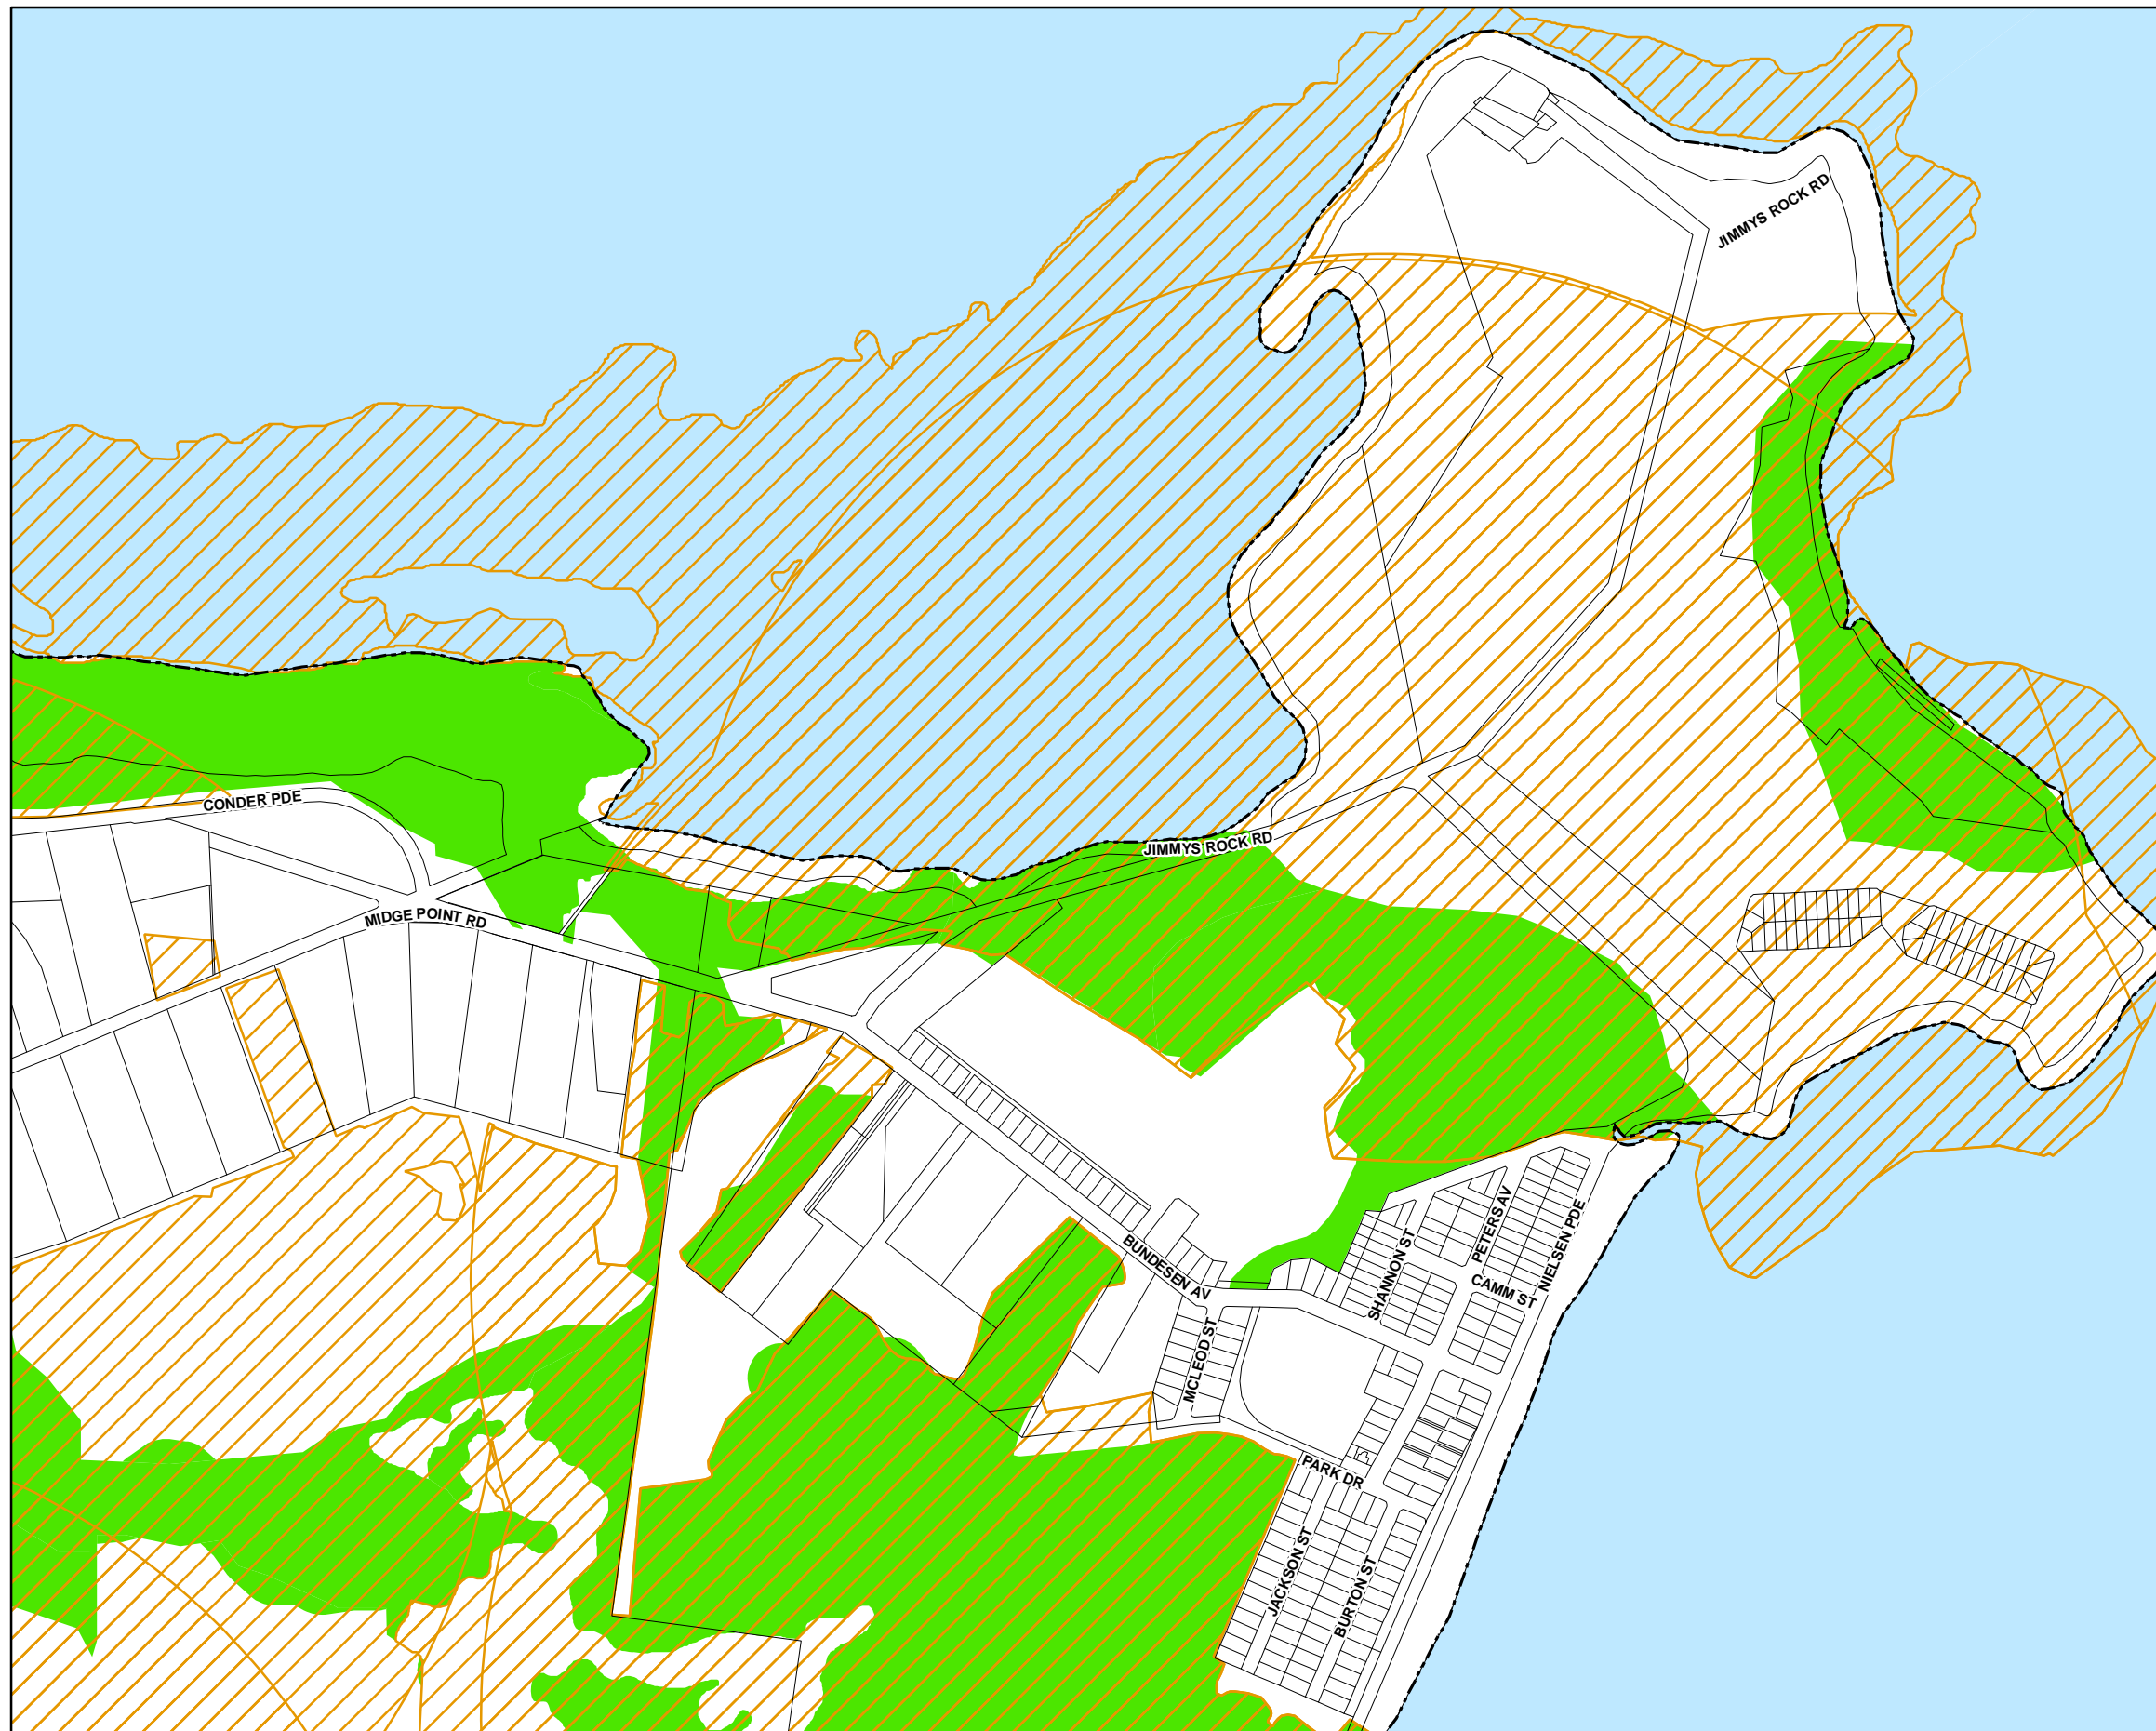 JIMMYS ROCK RD
CONDER PDE
JIMMYS ROCK RD
MIDGE POINT RD
PETERS AV
NIELSEN PDE
SHANNON ST
BUNDESEN AV
CAMM ST
MCLEOD ST
PARK DR
JACKSON ST
BURTON ST